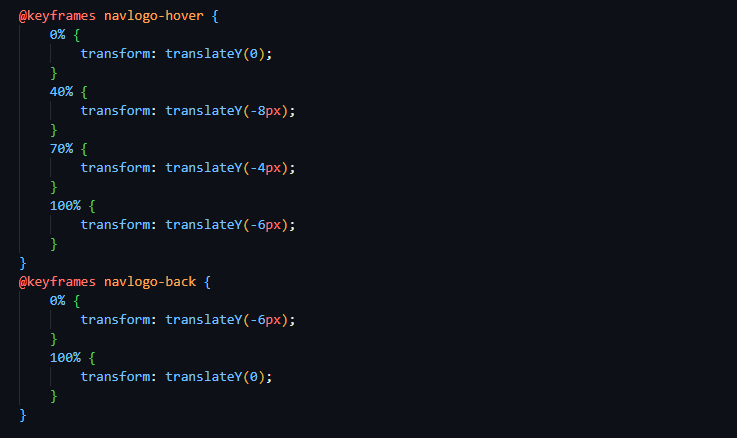 @keyframes navlogo-hover {
    0% {
        transform: translateY(0);
    }
    40% {
        transform: translateY(-8px);
    }
    70% {
        transform: translateY(-4px);
    }
    100% {
        transform: translateY(-6px);
    }
}
@keyframes navlogo-back {
    0% {
        transform: translateY(-6px);
    }
    100% {
        transform: translateY(0);
    }
}